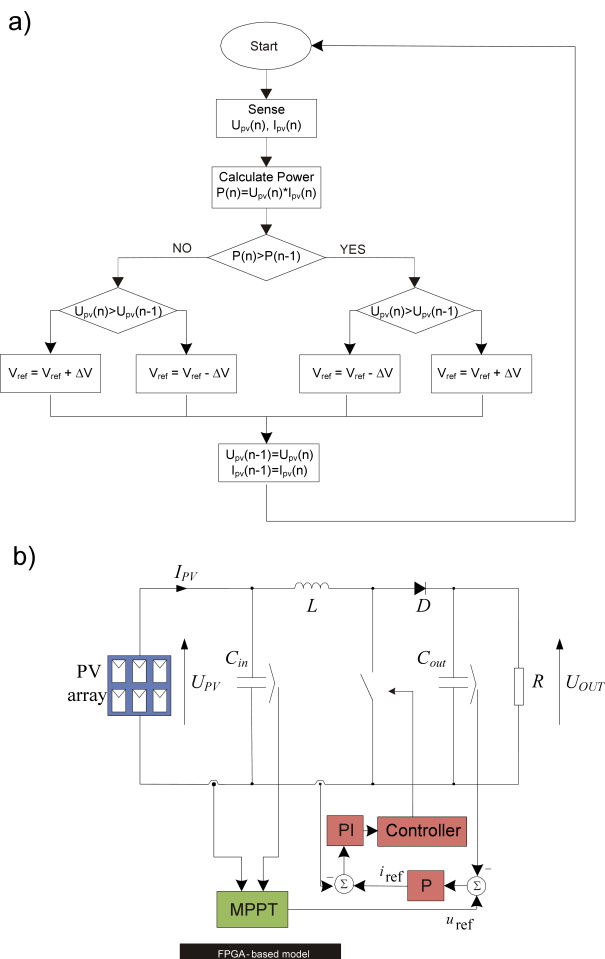 a)
Start
Sense
Upv(n), Ipv(n)
Calculate Power
P(n)=Upv(n)*Ipv(n)
NO
P(n)>P(n-1)
YES
Upv(n)>Upv(n-1)
Upv(n)>Upv(n-1)
Vref = Vref + ΔV
Vref = Vref - ΔV
Vref = Vref - ΔV
Vref = Vref + ΔV
Upv(n-1)=Upv(n)
Ipv(n-1)=Ipv(n)
b)
IPV
L
D
PV
array
UPV
Cin
Cout
R
UOUT
PI
Controller
−
Σ
iref
P
−
Σ
MPPT
uref
FPGA-based model